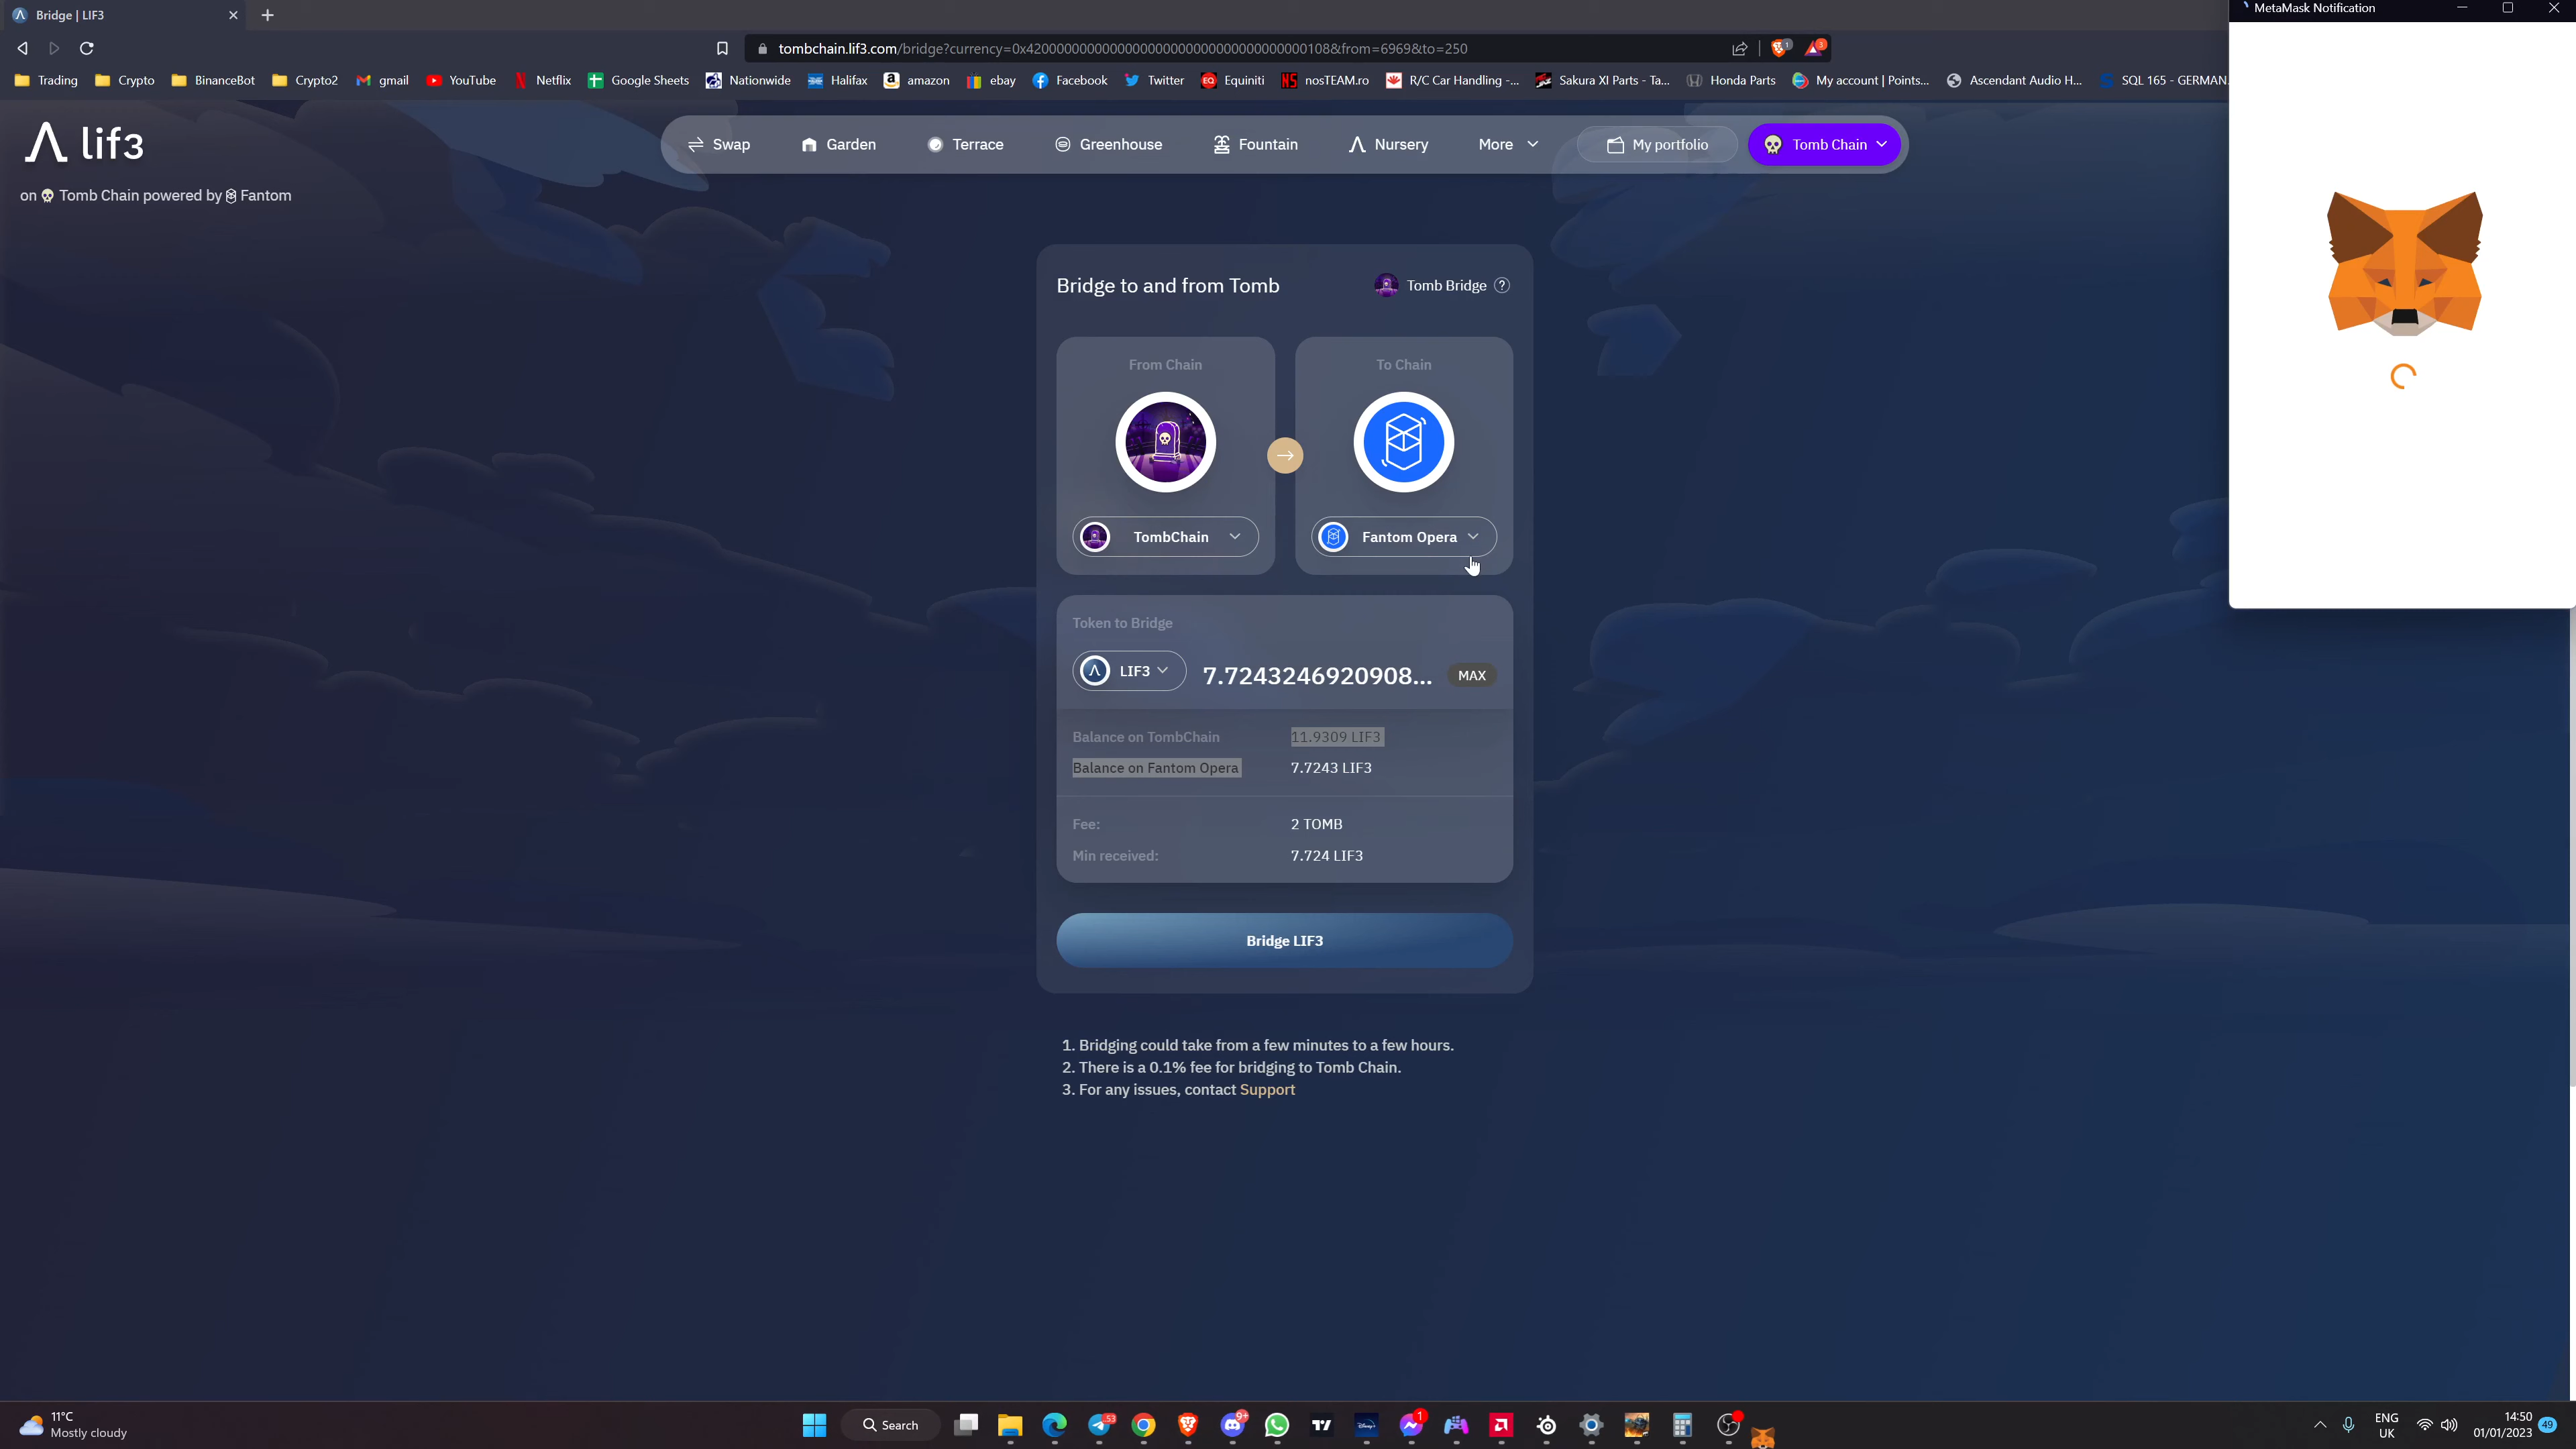 Bridge | LIF3
MetaMask Notification
tombchain.lif3.com/bridge?currency=0x4200000000000000000000000000000000000108&from=6969&to=250
1
3
Trading Crypto BinanceBot Crypto2 gmail YouTube Netflix Google Sheets Nationwide Halifax amazon ebay Facebook Twitter Equiniti nosTEAM.ro R/C Car Handling -... Sakura XI Parts - Ta... Honda Parts My account | Points... Ascendant Audio H... SQL 165 - GERMAN
lif3
on Tomb Chain powered by Fantom
Swap Garden Terrace Greenhouse Fountain Nursery More My portfolio Tomb Chain
Bridge to and from Tomb Tomb Bridge ?
From Chain To Chain
TombChain Fantom Opera
Token to Bridge
LIF3 7.7243246920908... MAX
Balance on TombChain 11.9309 LIF3
Balance on Fantom Opera 7.7243 LIF3
Fee: 2 TOMB
Min received: 7.724 LIF3
Bridge LIF3
1. Bridging could take from a few minutes to a few hours.
2. There is a 0.1% fee for bridging to Tomb Chain.
3. For any issues, contact Support
11°C
Mostly cloudy
Search
53
9+
Disney+
1
ENG
UK
14:50
01/01/2023
49